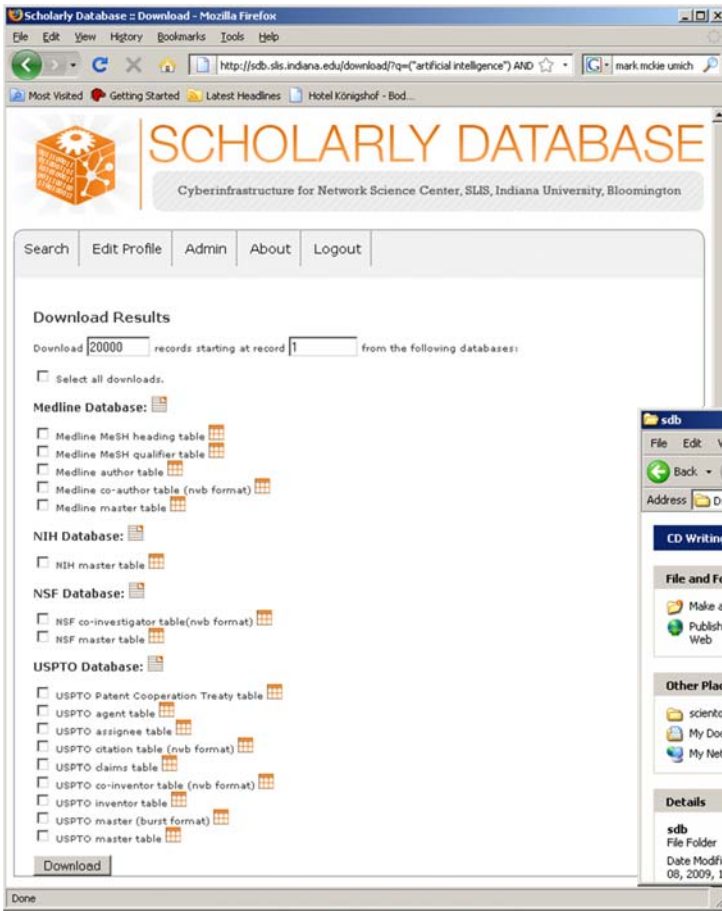 Scholarly Database :: Download - Mozilla Firefox
File Edit View History Bookmarks Tools Help
http://sdb.slis.indiana.edu/download/?q=("artificial intelligence") AND
mark mckie umich
Most Visited Getting Started Latest Headlines Hotel Königshof - Bod...
SCHOLARLY DATABASE
Cyberinfrastructure for Network Science Center, SLIS, Indiana University, Bloomington
Search Edit Profile Admin About Logout
Download Results
Download 20000 records starting at record 1 from the following databases:
Select all downloads.
Medline Database:
Medline MeSH heading table
Medline MeSH qualifier table
Medline author table
Medline co-author table (nwb format)
Medline master table
NIH Database:
NIH master table
NSF Database:
NSF co-investigator table(nwb format)
NSF master table
USPTO Database:
USPTO Patent Cooperation Treaty table
USPTO agent table
USPTO assignee table
USPTO citation table (nwb format)
USPTO claims table
USPTO co-inventor table (nwb format)
USPTO inventor table
USPTO master (burst format)
USPTO master table
Download
Done
sdb
File Edit V
Back
Address D
CD Writing
File and Fo
Make a
Publish
Web
Other Plac
sciento
My Doc
My Net
Details
sdb
File Folder
Date Modifi
08, 2009, 1